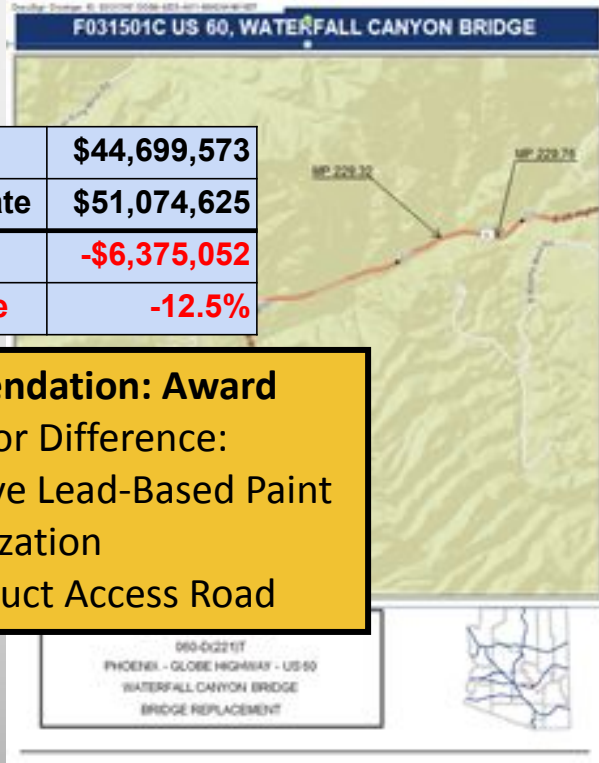 F031501C US 60, WATERFALL CANYON BRIDGE
MP 229.32
MP 229.76
$44,699,573
ate $51,074,625
-$6,375,052
e -12.5%
endation: Award
or Difference:
ve Lead-Based Paint
zation
uct Access Road
060-D(221)T
PHOENIX - GLOBE HIGHWAY - US 60
WATERFALL CANYON BRIDGE
BRIDGE REPLACEMENT